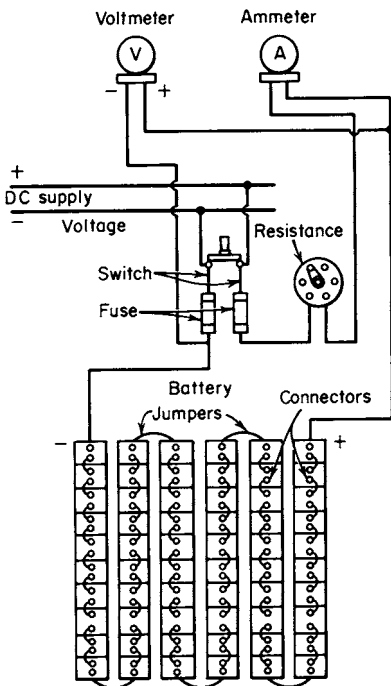 Voltmeter
Ammeter
V
A
− +
+
DC supply
Voltage
−
Resistance
Switch
Fuse
Battery
Jumpers
Connectors
− +